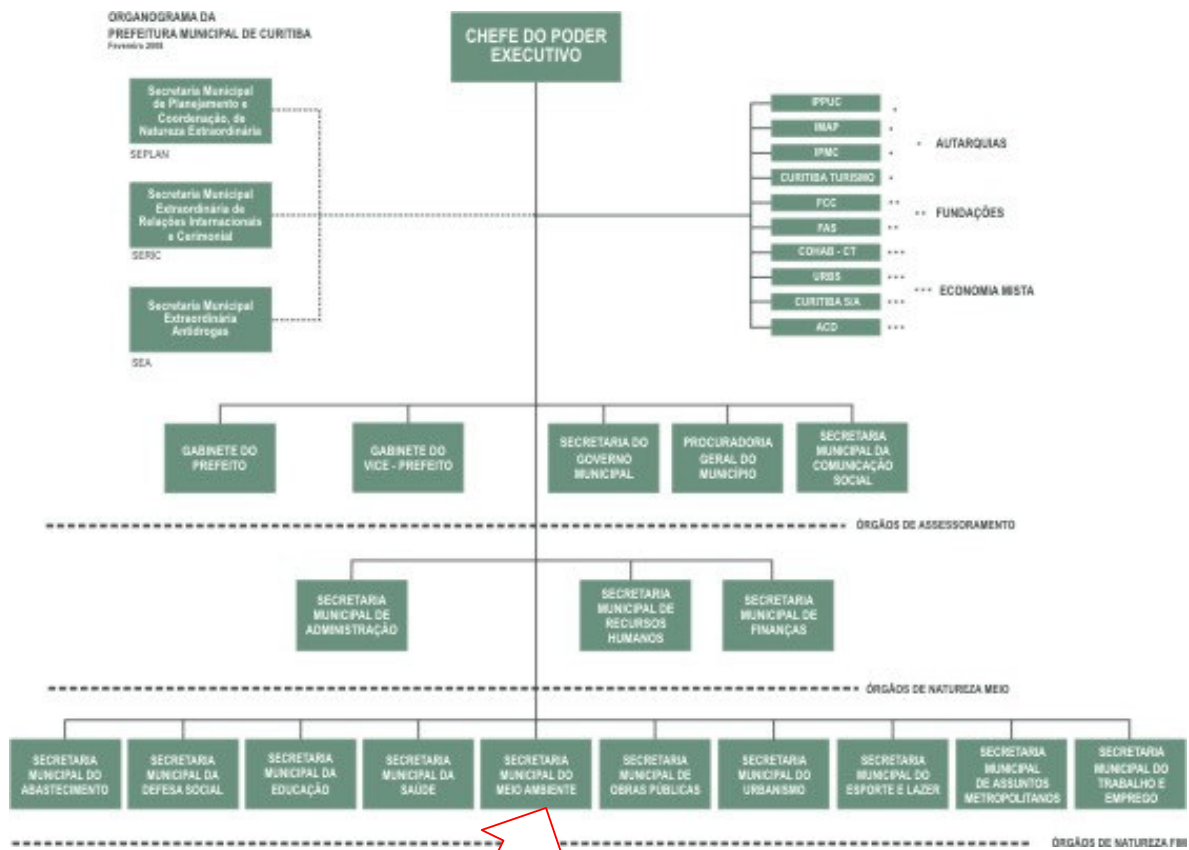 ORGANOGRAMA DA
PREFEITURA MUNICIPAL DE CURITIBA
Fevereiro
CHEFE DO PODER
EXECUTIVO
Secretaria Municipal
de Planejamento e
Coordenação, de
Natureza Extraordinária
SEPLAN
Secretaria Municipal
Extraordinária de
Relações Internacionais
e Cerimonial
SERIC
Secretaria Municipal
Extraordinária
Antidrogas
SEA
IPPUC *
IMAP *
IPMC *
CURITIBA TURISMO *
FCC **
FAS **
COHAB - CT ***
URBS ***
CURITIBA S/A ***
* AUTARQUIAS
** FUNDAÇÕES
*** ECONOMIA MISTA
GABINETE DO
PREFEITO
GABINETE DO
VICE - PREFEITO
SECRETARIA DO
GOVERNO
MUNICIPAL
PROCURADORIA
GERAL DO
MUNICÍPIO
SECRETARIA
MUNICIPAL DA
COMUNICAÇÃO
SOCIAL
ÓRGÃOS DE ASSESSORAMENTO
SECRETARIA
MUNICIPAL DE
ADMINISTRAÇÃO
SECRETARIA
MUNICIPAL DE
RECURSOS
HUMANOS
SECRETARIA
MUNICIPAL DE
FINANÇAS
ÓRGÃOS DE NATUREZA MEIO
SECRETARIA
MUNICIPAL DO
ABASTECIMENTO
SECRETARIA
MUNICIPAL DA
DEFESA SOCIAL
SECRETARIA
MUNICIPAL DA
EDUCAÇÃO
SECRETARIA
MUNICIPAL DA
SAÚDE
SECRETARIA
MUNICIPAL DO
MEIO AMBIENTE
SECRETARIA
MUNICIPAL DE
OBRAS PÚBLICAS
SECRETARIA
MUNICIPAL DO
URBANISMO
SECRETARIA
MUNICIPAL DO
ESPORTE E LAZER
SECRETARIA
MUNICIPAL
DE ASSUNTOS
METROPOLITANOS
SECRETARIA
MUNICIPAL DO
TRABALHO E
EMPREGO
ÓRGÃOS DE NATUREZA FIM